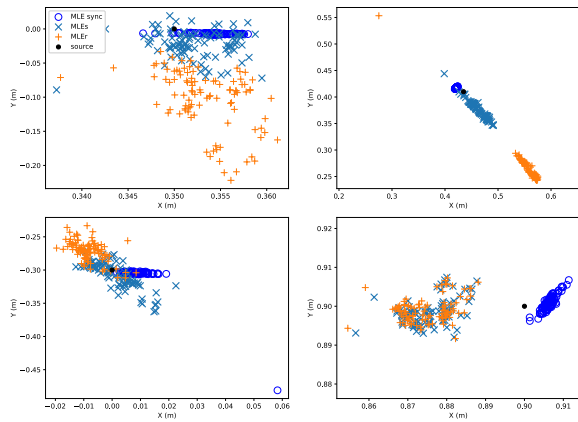 MLE sync
MLEs
MLEr
source
0.00
−0.05
−0.10
−0.15
−0.20
Y (m)
0.340 0.345 0.350 0.355 0.360
X (m)
0.55
0.50
0.45
0.40
0.35
0.30
0.25
Y (m)
0.2 0.3 0.4 0.5 0.6
X (m)
−0.25
−0.30
−0.35
−0.40
−0.45
Y (m)
−0.02 −0.01 0.00 0.01 0.02 0.03 0.04 0.05 0.06
X (m)
0.92
0.91
0.90
0.89
0.88
Y (m)
0.86 0.87 0.88 0.89 0.90 0.91
X (m)